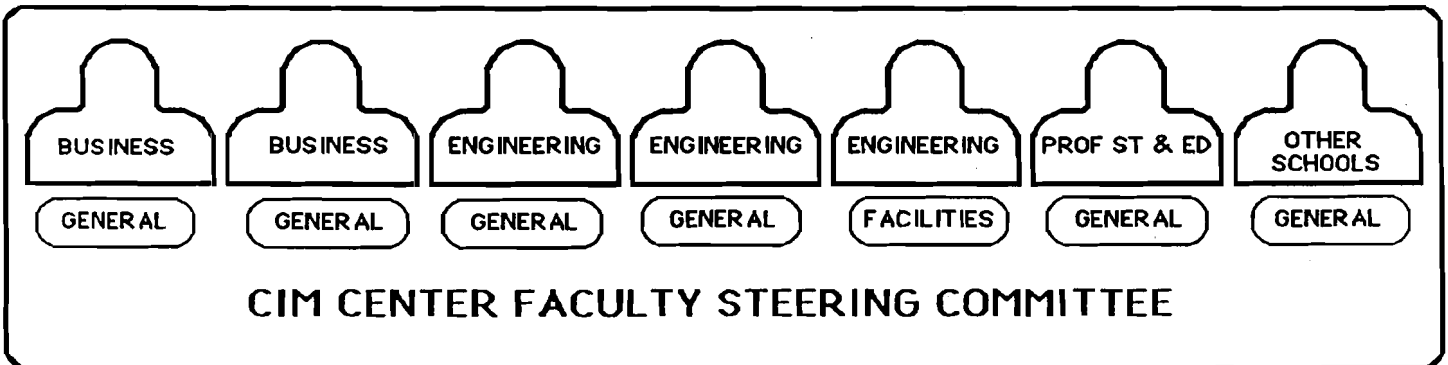 BUSINESS BUSINESS ENGINEERING ENGINEERING ENGINEERING PROF ST & ED OTHER
SCHOOLS
GENERAL GENERAL GENERAL GENERAL FACILITIES GENERAL GENERAL
CIM CENTER FACULTY STEERING COMMITTEE